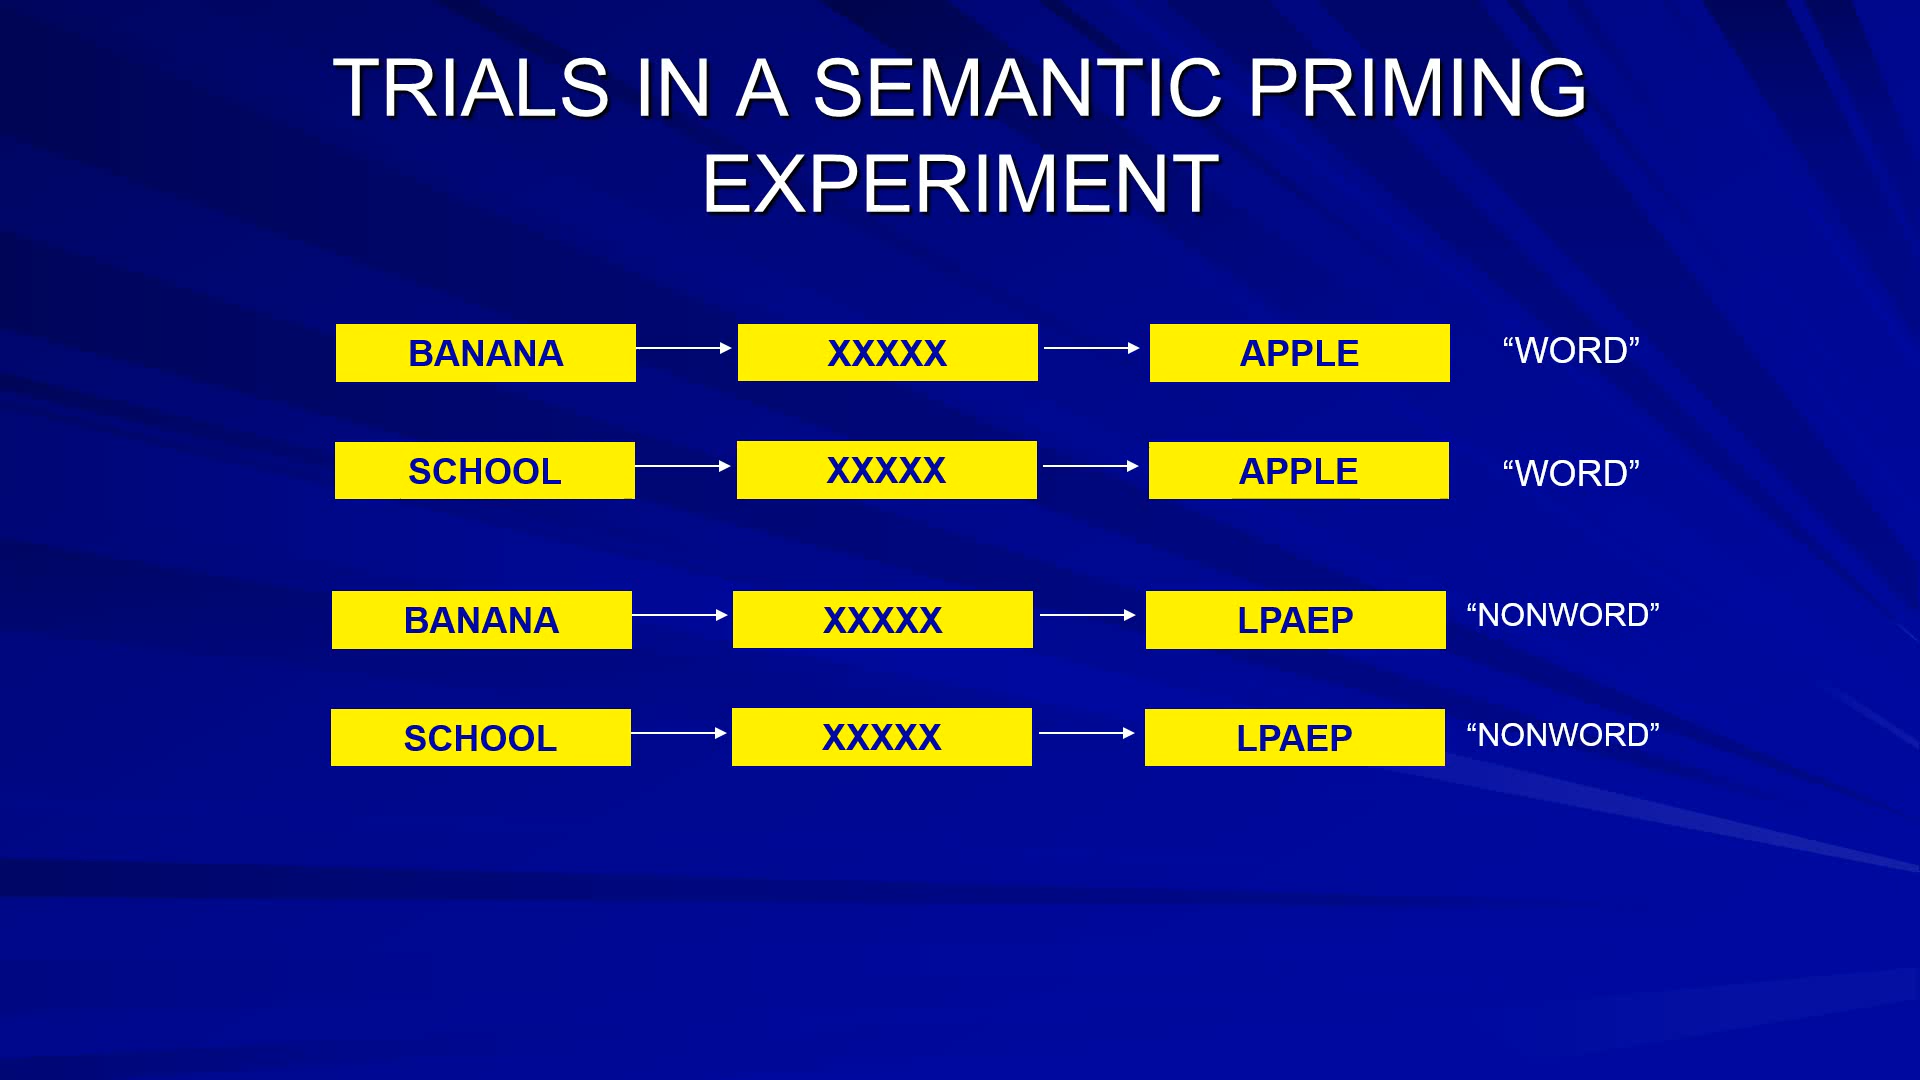 TRIALS IN A SEMANTIC PRIMING
EXPERIMENT
BANANA XXXXX APPLE “WORD”
SCHOOL XXXXX APPLE “WORD”
BANANA XXXXX LPAEP “NONWORD”
SCHOOL XXXXX LPAEP “NONWORD”